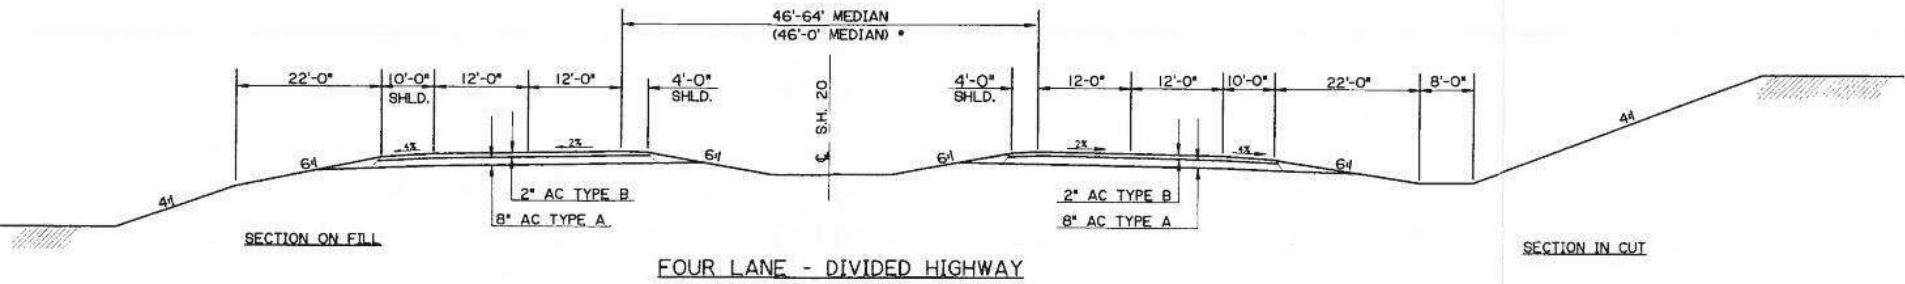 46'-64' MEDIAN
(46'-0' MEDIAN) *
22'-0" 10'-0" 12'-0" 12'-0" 4'-0" 4'-0" 12-0" 12'-0" 10'-0" 22'-0" 8'-0"
SHLD. SHLD. SHLD.
℄ S.H. 20
4% 2% 2% 4%
6:1 6:1 6:1 6:1
4:1 4:1
2" AC TYPE B 2" AC TYPE B
8" AC TYPE A 8" AC TYPE A
SECTION ON FILL SECTION IN CUT
FOUR LANE - DIVIDED HIGHWAY